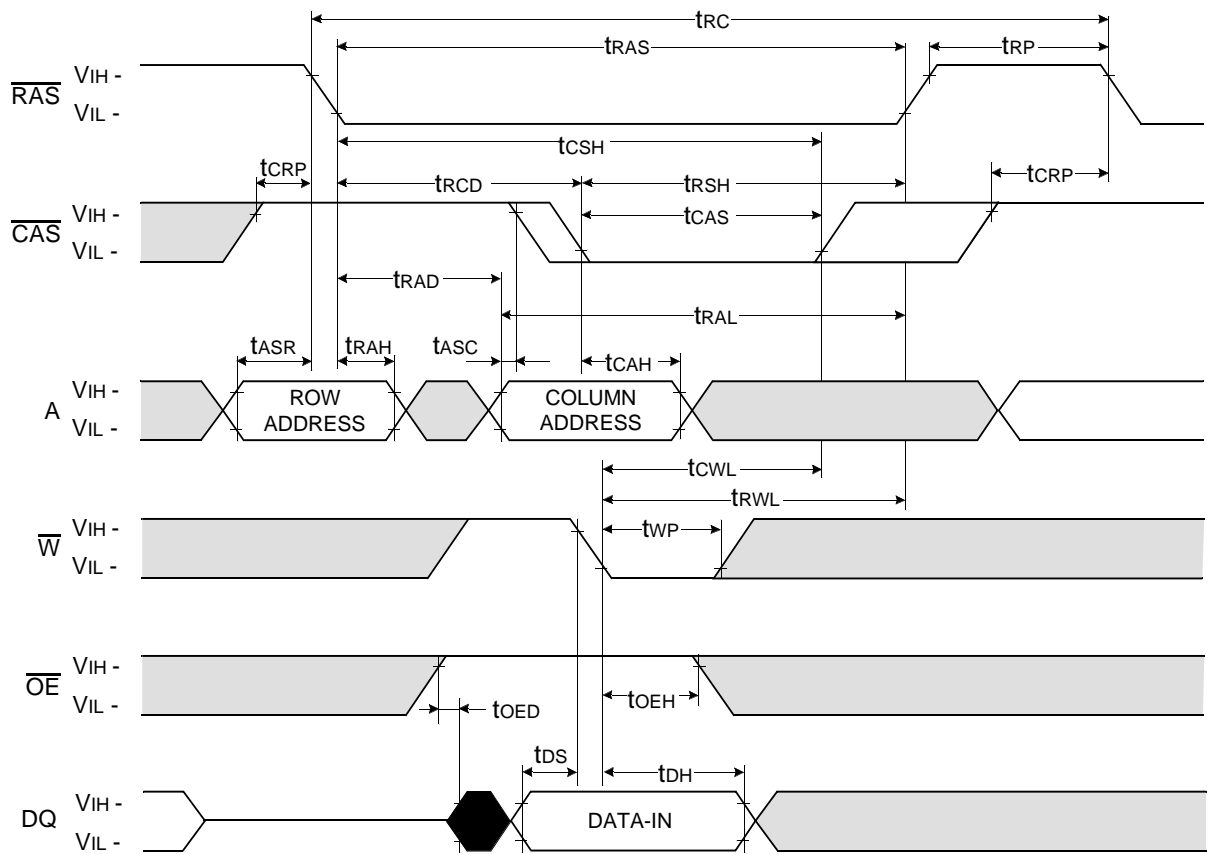 tRC
tRAS
tRP
RAS
VIH -
VIL -
tCSH
tCRP
tRCD
tRSH
tCRP
CAS
VIH -
VIL -
tCAS
tRAD
tRAL
tASR
tRAH
tASC
tCAH
A
VIH -
VIL -
ROW
ADDRESS
COLUMN
ADDRESS
tCWL
tRWL
W
VIH -
VIL -
tWP
OE
VIH -
VIL -
tOED
tOEH
tDS
tDH
DQ
VIH -
VIL -
DATA-IN